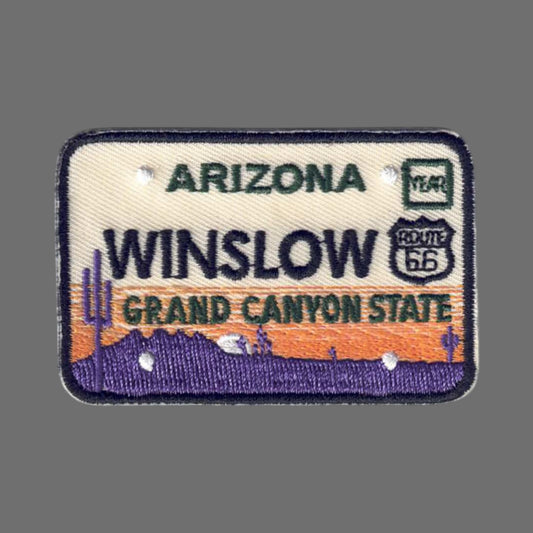 ARIZONA
YEAR
WINSLOW
ROUTE
66
GRAND CANYON STATE